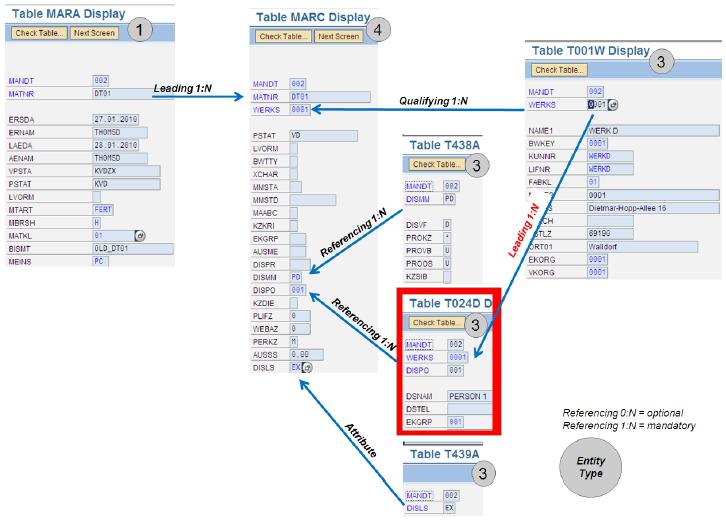 Table MARA Display
Check Table...
Next Screen
1
MANDT 002
MATNR DT01
ERSDA 27.01.2010
ERNAM THOMSD
LAEDA 28.01.2010
AENAM THOMSD
VPSTA KVDZX
PSTAT KVD
LVORM
MTART FERT
MBRSH M
MATKL 01
BISMT OLD_DT01
MEINS PC
Leading 1:N
Table MARC Display
Check Table...
Next Screen
4
MANDT 002
MATNR DT01
WERKS 0001
PSTAT VD
LVORM
BWTTY
XCHAR
MMSTA
MMSTD
MAABC
KZKRI
EKGRP
AUSME
DISPR
DISMM PD
DISPO 001
KZDIE
PLIFZ 0
WEBAZ 0
PERKZ M
AUSSS 0.00
DISLS EX
Qualifying 1:N
Referencing 1:N
Referencing 1:N
Attribute
Table T438A
Check Table...
3
MANDT 002
DISMM PD
DISVF D
PROKZ *
PROVB U
PROOS U
KZSIB
Table T024D D
Check Table...
3
MANDT 002
WERKS 0001
DISPO 001
DSNAM PERSON 1
DSTEL
EKGRP 001
Table T439A
3
MANDT 002
DISLS EX
Table T001W Display
Check Table...
3
MANDT 002
WERKS 0001
NAME1 WERK D
BWKEY 0001
KUNNR WERKD
LIFNR WERKD
FABKL 01
0001
Dietmar-Hopp-Allee 16
69190
ORT01 Walldorf
EKORG 0001
VKORG 0001
Leading 1:N
Referencing 0:N = optional
Referencing 1:N = mandatory
Entity
Type